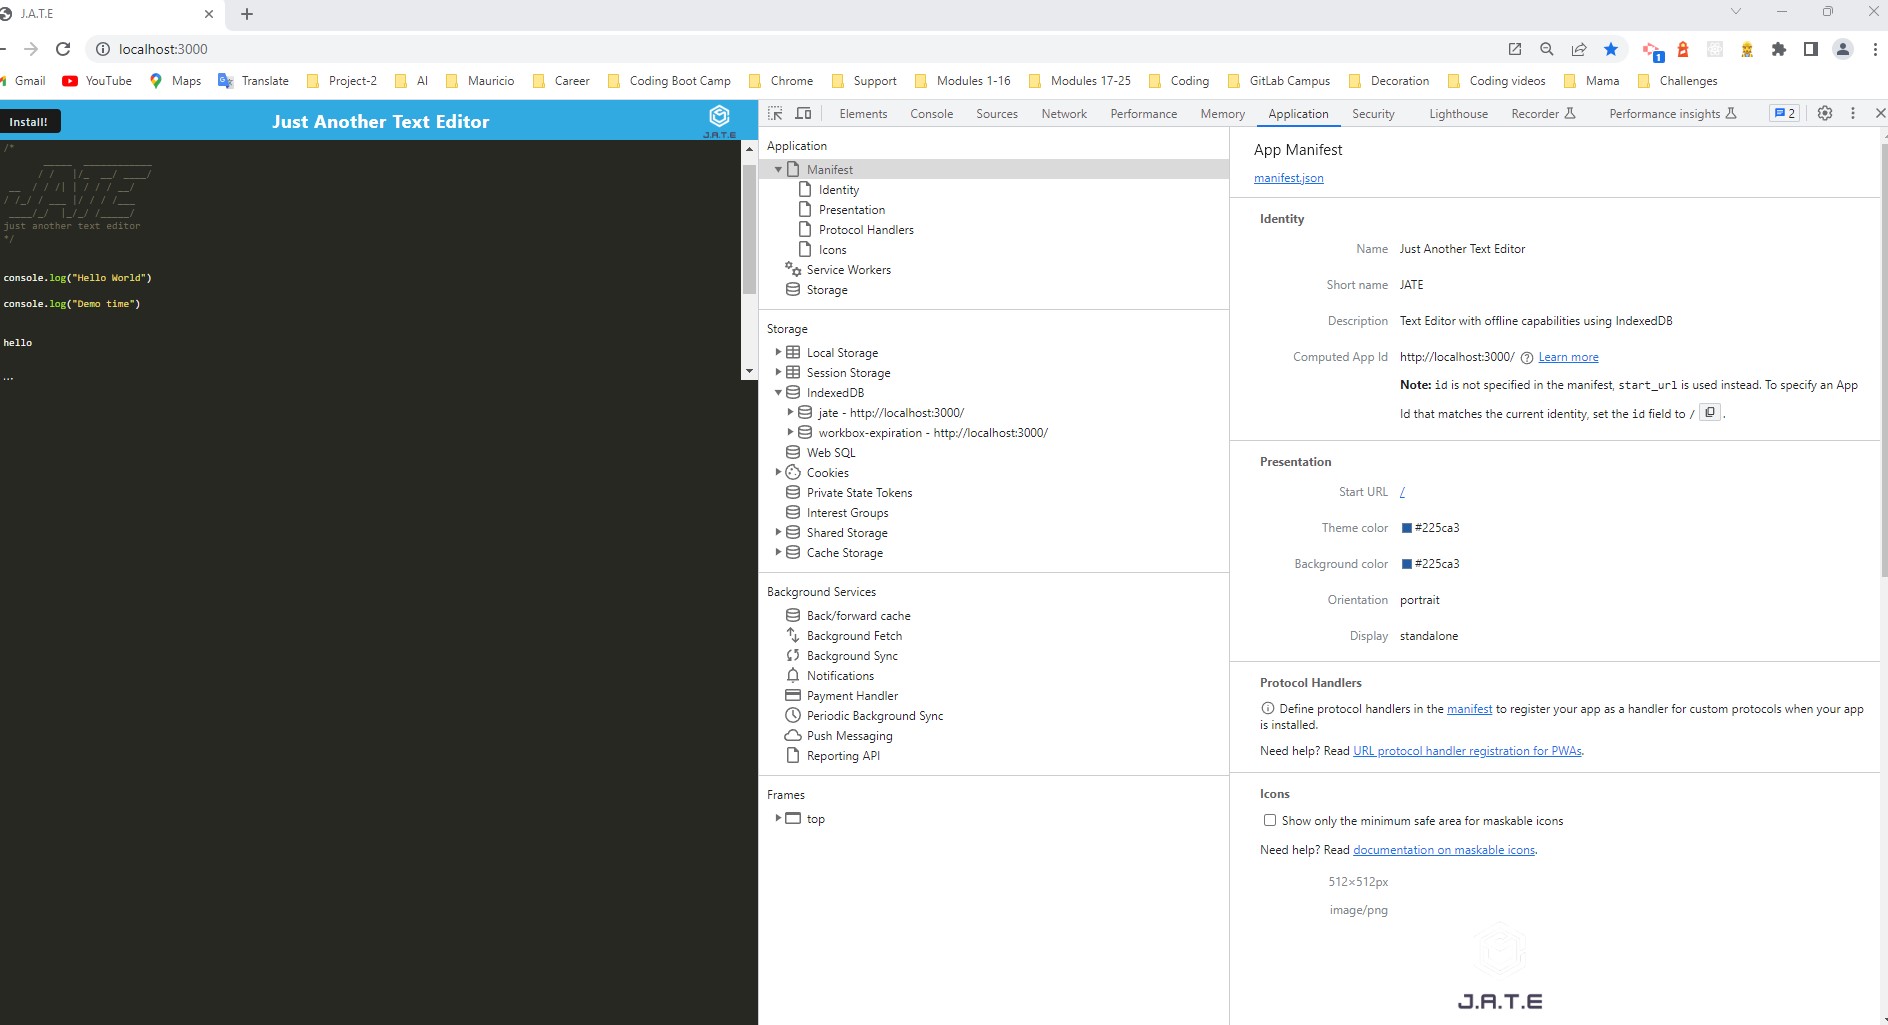 J.A.T.E
localhost:3000
1
Gmail YouTube Maps Translate Project-2 AI Mauricio Career Coding Boot Camp Chrome Support Modules 1-16 Modules 17-25 Coding GitLab Campus Decoration Coding videos Mama Challenges
Install!
Just Another Text Editor
J.A.T.E
/*
just another text editor
*/
console.log("Hello World")
console.log("Demo time")
hello
...
Elements Console Sources Network Performance Memory Application Security Lighthouse Recorder Performance insights 2
Application
Manifest
Identity
Presentation
Protocol Handlers
Icons
Service Workers
Storage
Storage
Local Storage
Session Storage
IndexedDB
jate - http://localhost:3000/
workbox-expiration - http://localhost:3000/
Web SQL
Cookies
Private State Tokens
Interest Groups
Shared Storage
Cache Storage
Background Services
Back/forward cache
Background Fetch
Background Sync
Notifications
Payment Handler
Periodic Background Sync
Push Messaging
Reporting API
Frames
top
App Manifest
manifest.json
Identity
Name Just Another Text Editor
Short name JATE
Description Text Editor with offline capabilities using IndexedDB
Computed App Id http://localhost:3000/ Learn more
Note: id is not specified in the manifest, start_url is used instead. To specify an App
Id that matches the current identity, set the id field to / .
Presentation
Start URL /
Theme color #225ca3
Background color #225ca3
Orientation portrait
Display standalone
Protocol Handlers
Define protocol handlers in the manifest to register your app as a handler for custom protocols when your app
is installed.
Need help? Read URL protocol handler registration for PWAs.
Icons
Show only the minimum safe area for maskable icons
Need help? Read documentation on maskable icons.
512×512px
image/png
J.A.T.E